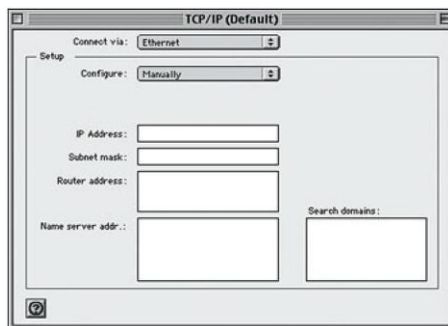 TCP/IP (Default)
Connect via: Ethernet
Setup
Configure: Manually
IP Address:
Subnet mask:
Router address:
Name server addr.:
Search domains:
?